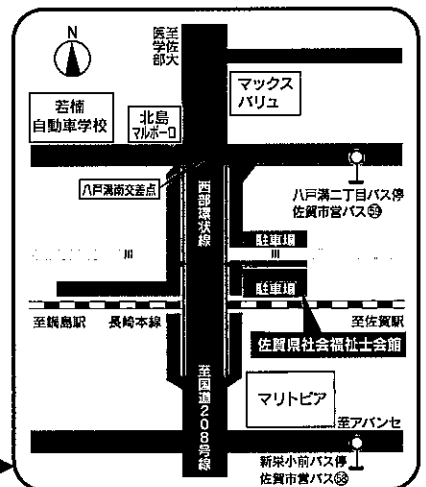 N
至佐大
医学部
マックス
バリュ
若楠
自動車学校
北島
マルボーロ
八戸溝南交差点
西部環状線
八戸溝二丁目バス停
佐賀市営バス㊾
駐車場
川
川
駐車場
至鍋島駅
長崎本線
至佐賀駅
佐賀県社会福祉士会館
至国道208号線
マリトピア
至アバンセ
新栄小前バス停
佐賀市営バス